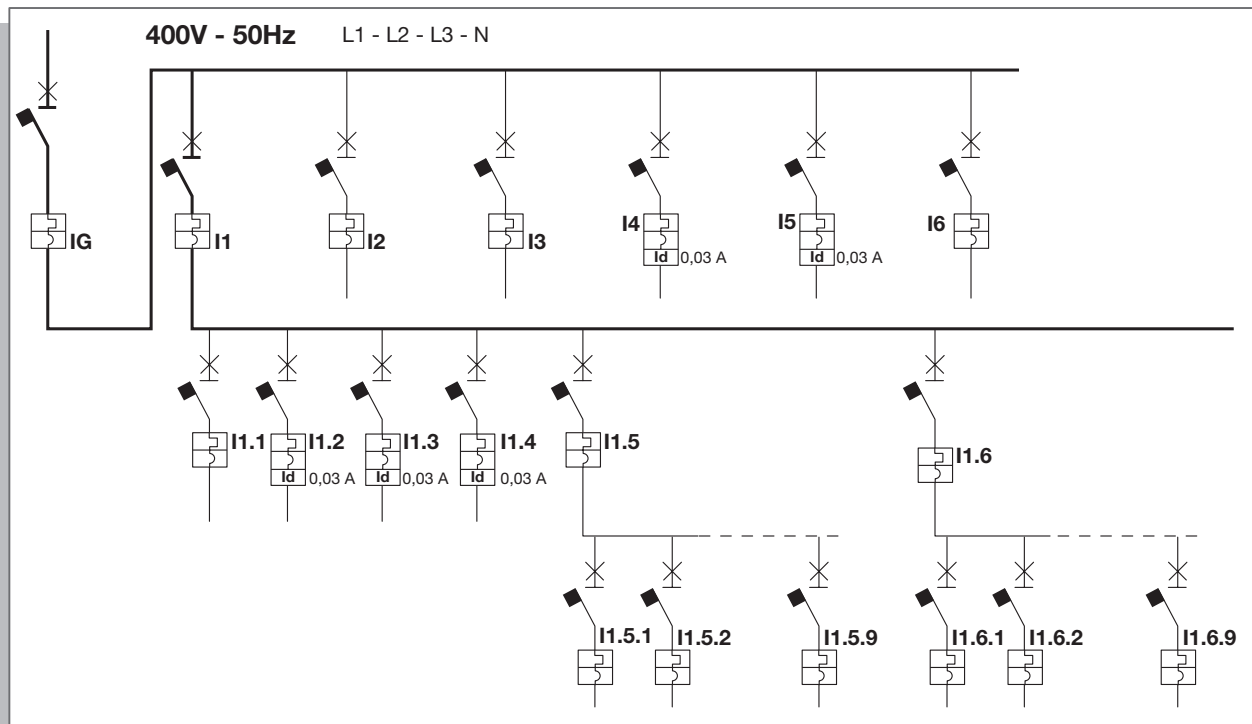 400V - 50Hz L1 - L2 - L3 - N
IG
I1
I2
I3
I4
Id 0,03 A
I5
Id 0,03 A
I6
I1.1
I1.2
Id 0,03 A
I1.3
Id 0,03 A
I1.4
Id 0,03 A
I1.5
I1.6
I1.5.1
I1.5.2
I1.5.9
I1.6.1
I1.6.2
I1.6.9